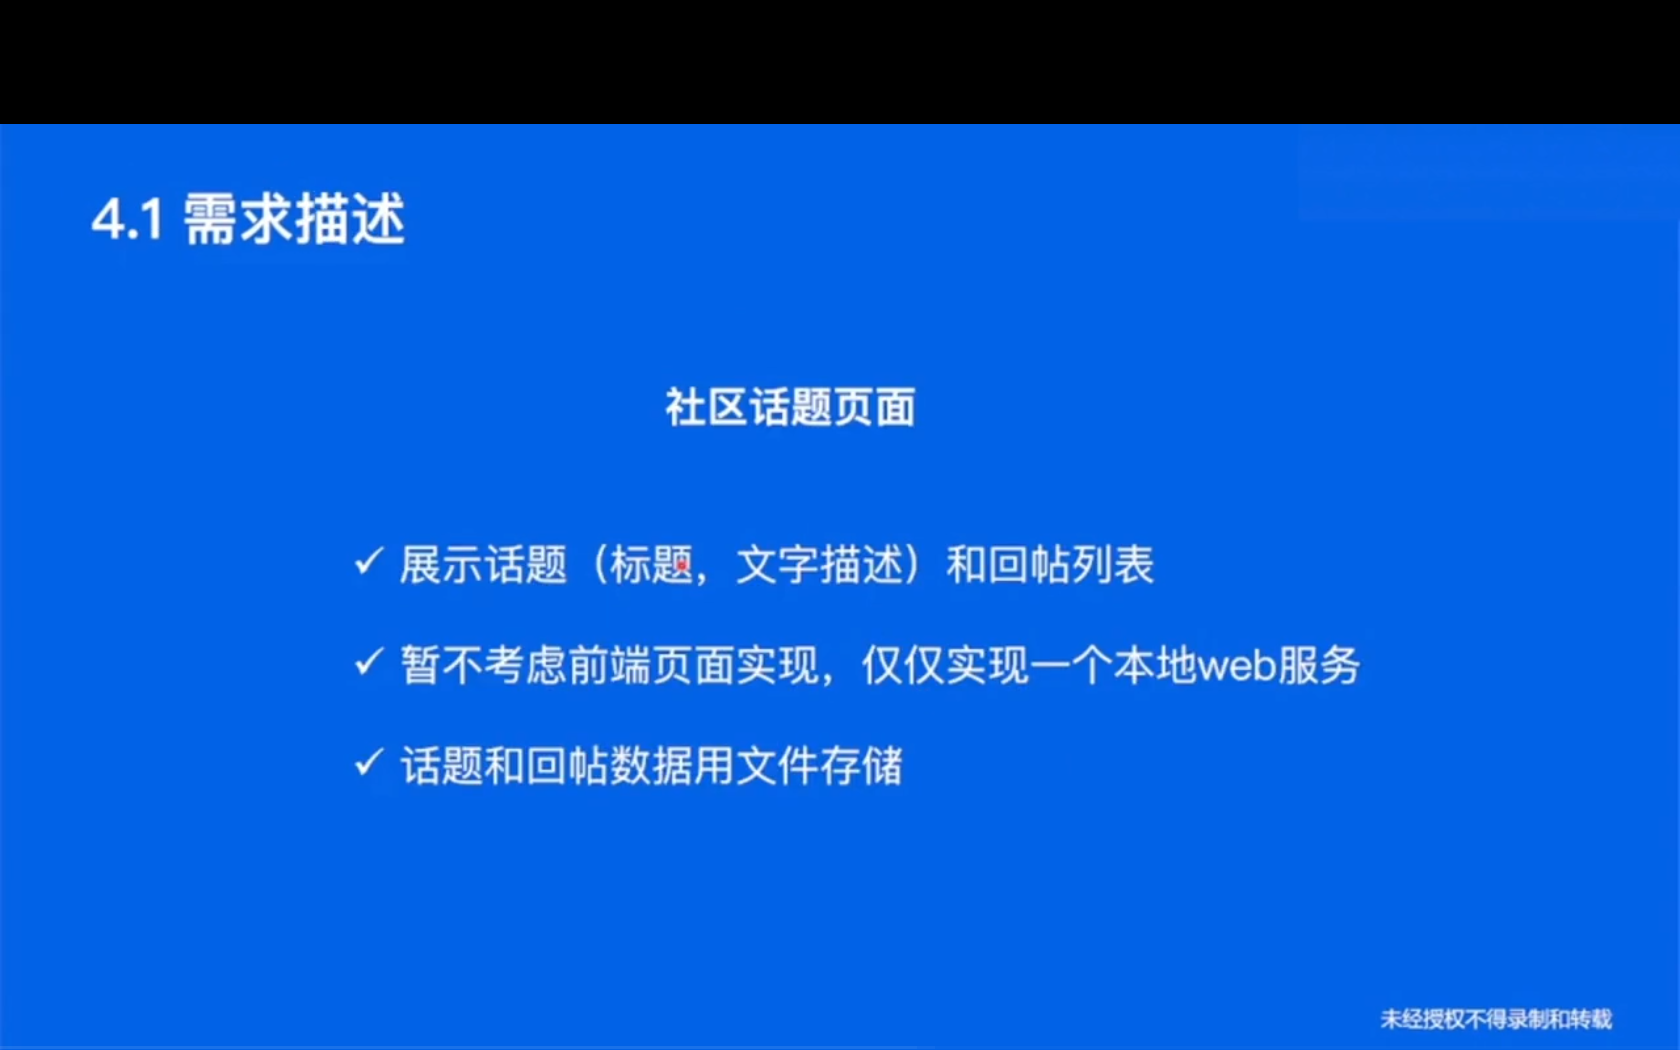 4.1 需求描述
社区话题页面
✓ 展示话题（标题，文字描述）和回帖列表
✓ 暂不考虑前端页面实现，仅仅实现一个本地web服务
✓ 话题和回帖数据用文件存储
未经授权不得录制和转载